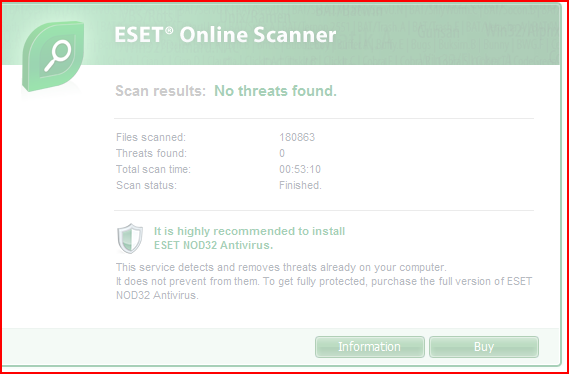 ESET® Online Scanner
Scan results: No threats found.
Files scanned: 180863
Threats found: 0
Total scan time: 00:53:10
Scan status: Finished.
It is highly recommended to install
ESET NOD32 Antivirus.
This service detects and removes threats already on your computer.
It does not prevent from them. To get fully protected, purchase the full version of ESET
NOD32 Antivirus.
Information Buy